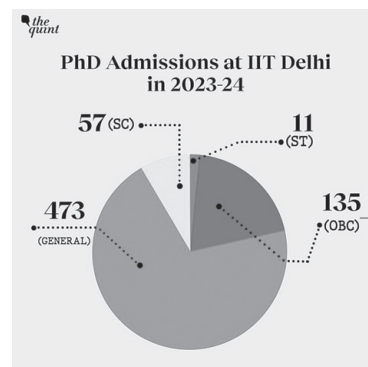 the
quint
PhD Admissions at IIT Delhi
in 2023-24
57 (SC)
11
(ST)
473
(GENERAL)
135
(OBC)